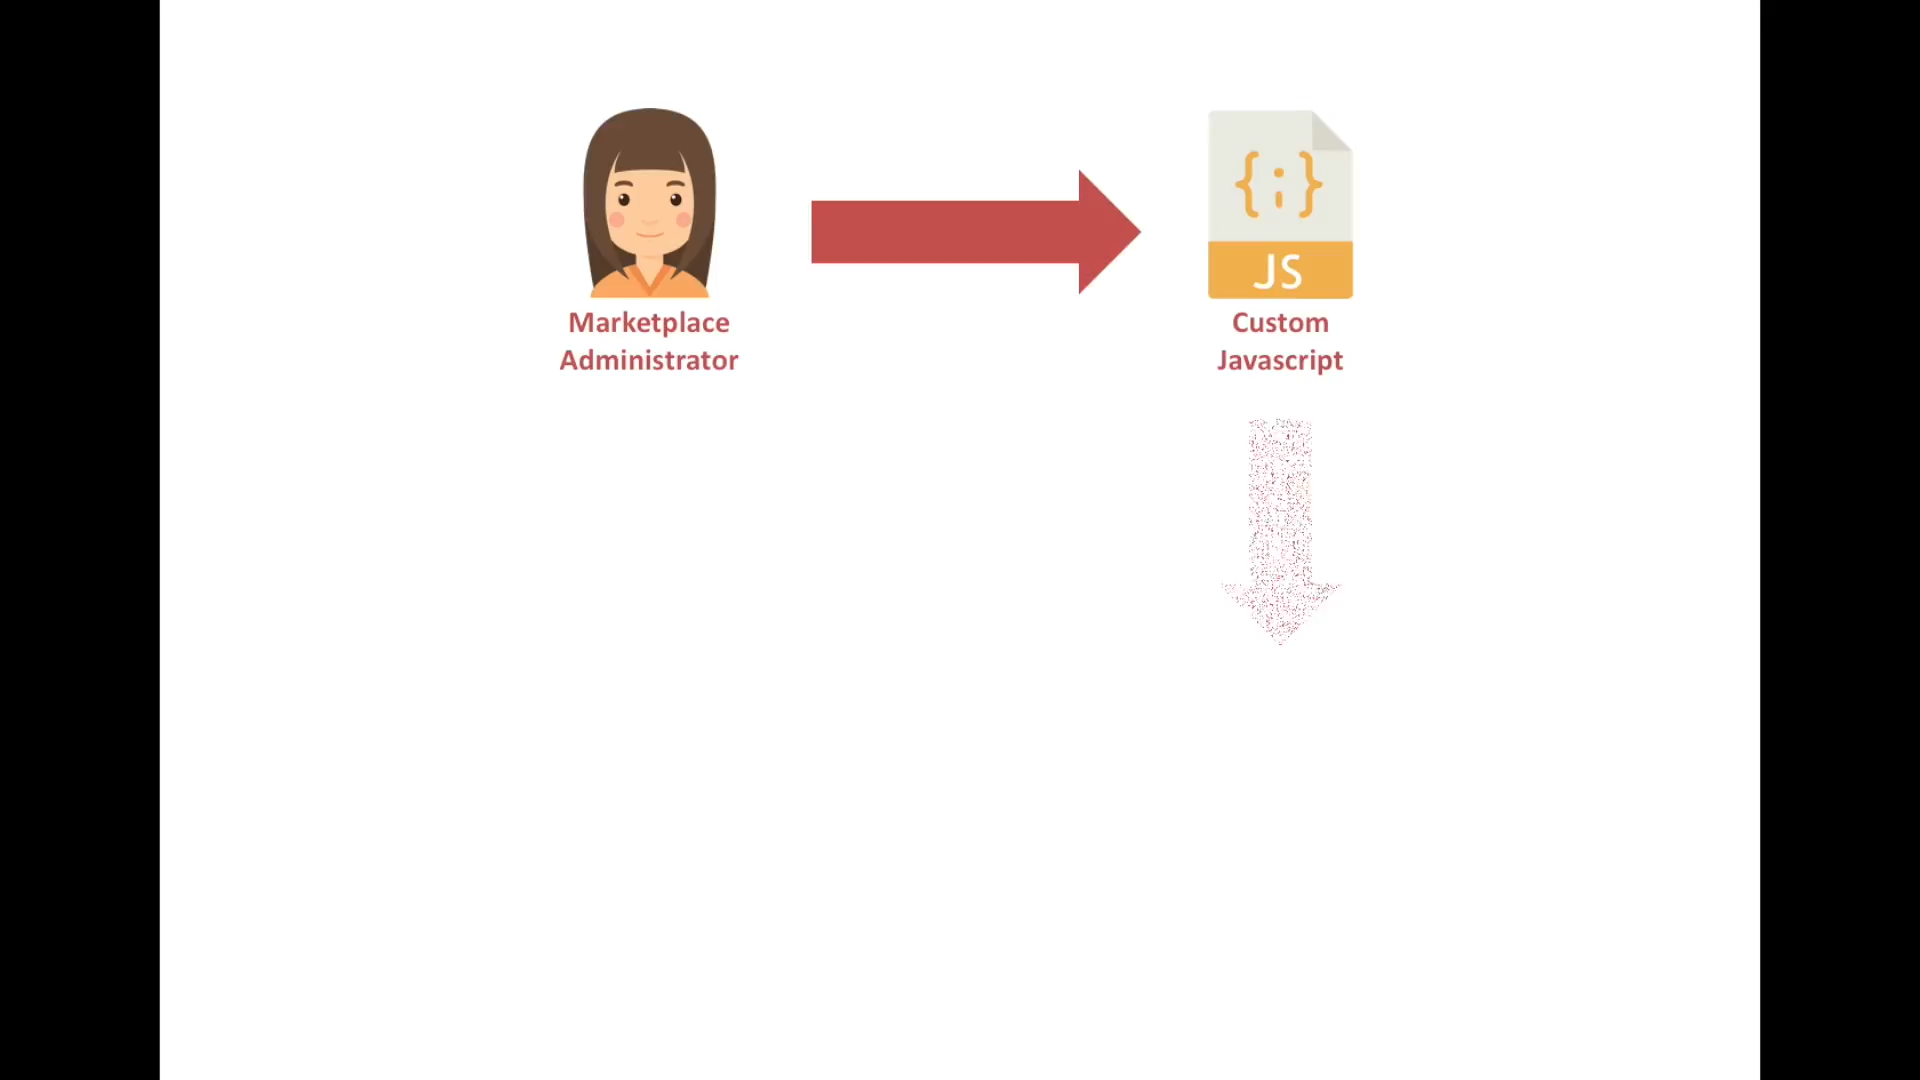 {;}
JS
Marketplace
Administrator
Custom
Javascript